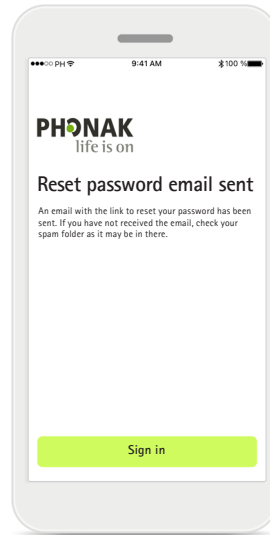 PH 9:41 AM 100 %
PHONAK
life is on
Reset password email sent
An email with the link to reset your password has been
sent. If you have not received the email, check your
spam folder as it may be in there.
Sign in